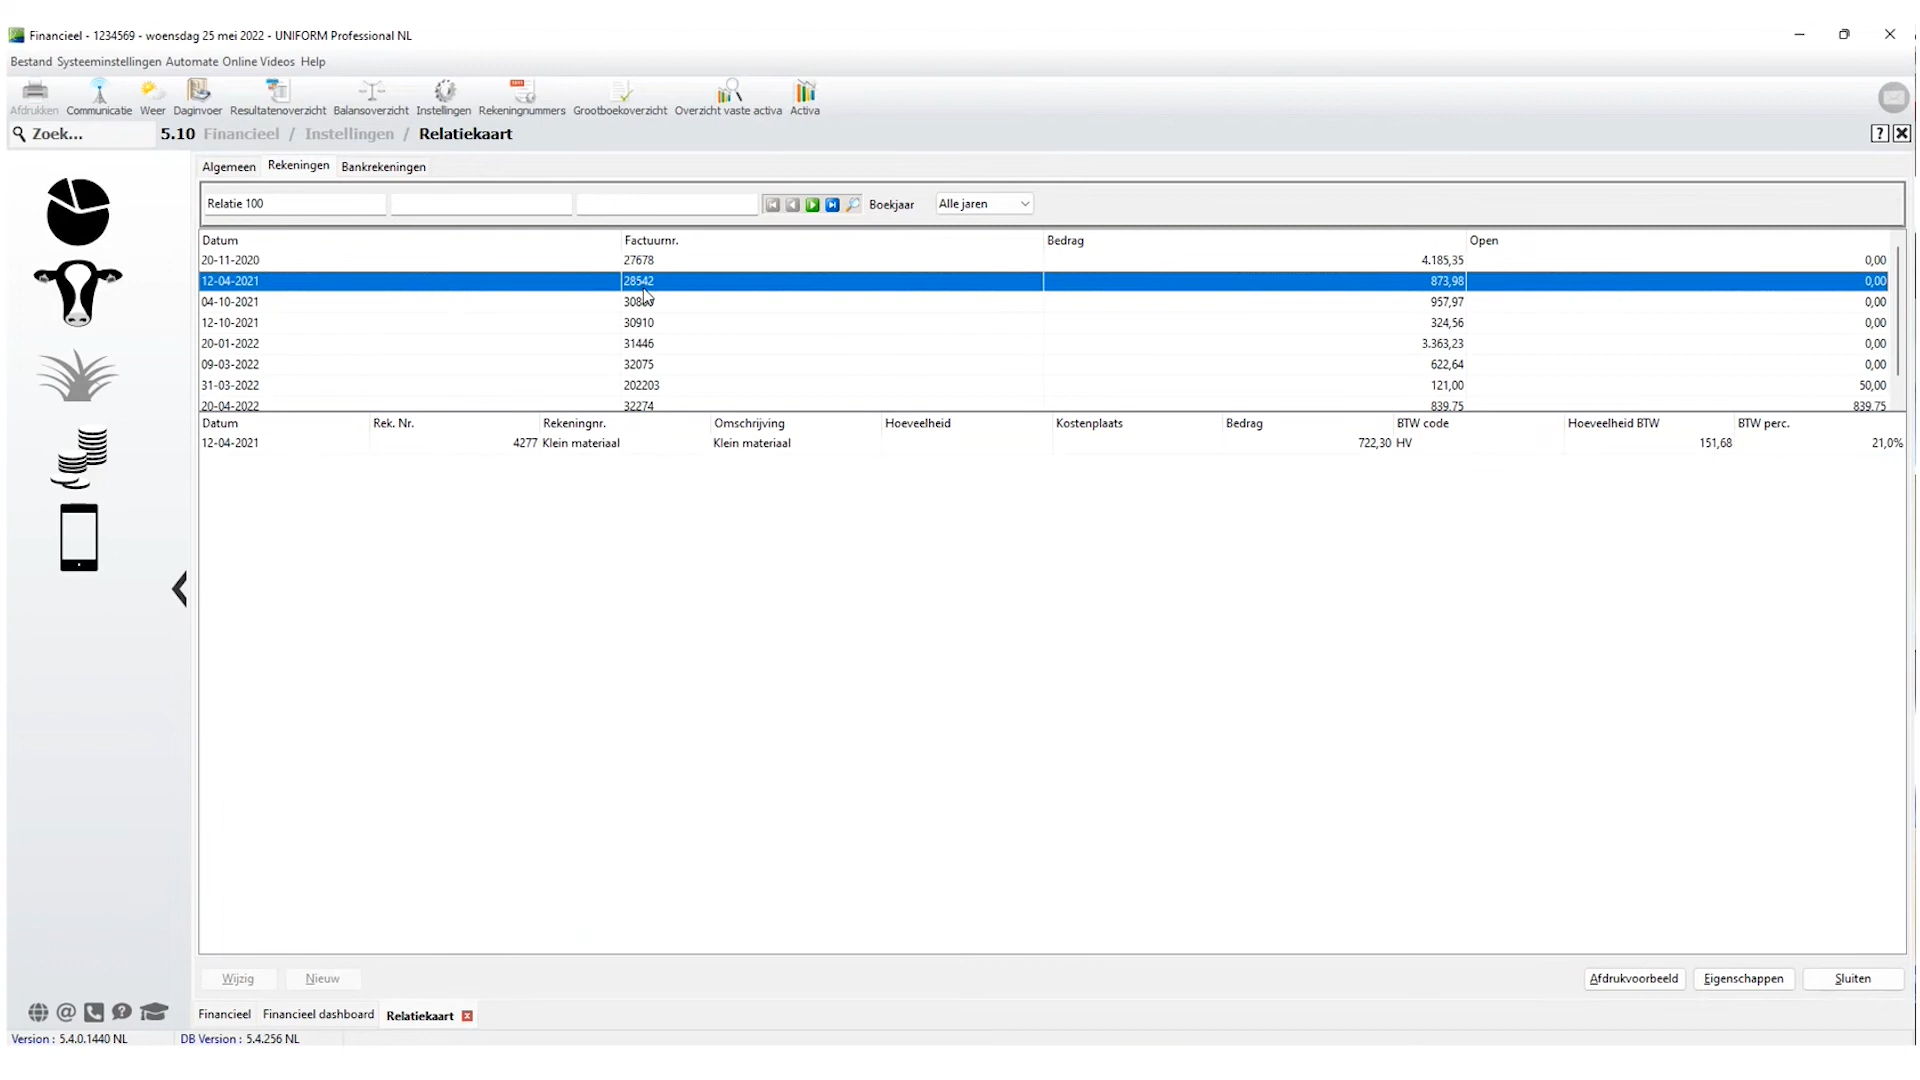 Financieel - 1234569 - woensdag 25 mei 2022 - UNIFORM Professional NL
Bestand Systeeminstellingen Automate Online Videos Help
Afdrukken Communicatie Weer Daginvoer Resultatenoverzicht Balansoverzicht Instellingen Rekeningnummers Grootboekoverzicht Overzicht vaste activa Activa
Zoek... 5.10 Financieel / Instellingen / Relatiekaart
Algemeen Rekeningen Bankrekeningen
Relatie 100 Boekjaar Alle jaren
Datum Factuurnr. Bedrag Open
20-11-2020 27678 4.185,35 0,00
12-04-2021 28542 873,98 0,00
04-10-2021 957,97 0,00
12-10-2021 30910 324,56 0,00
20-01-2022 31446 3.363,23 0,00
09-03-2022 32075 622,64 0,00
31-03-2022 202203 121,00 50,00
20-04-2022 32274 839,75 839,75
Datum Rek. Nr. Rekeningnr. Omschrijving Hoeveelheid Kostenplaats Bedrag BTW code Hoeveelheid BTW BTW perc.
12-04-2021 4277 Klein materiaal Klein materiaal 722,30 HV 151,68 21,0%
Wijzig Nieuw Afdrukvoorbeeld Eigenschappen Sluiten
Financieel Financieel dashboard Relatiekaart
Version : 5.4.0.1440 NL DB Version : 5.4.256 NL